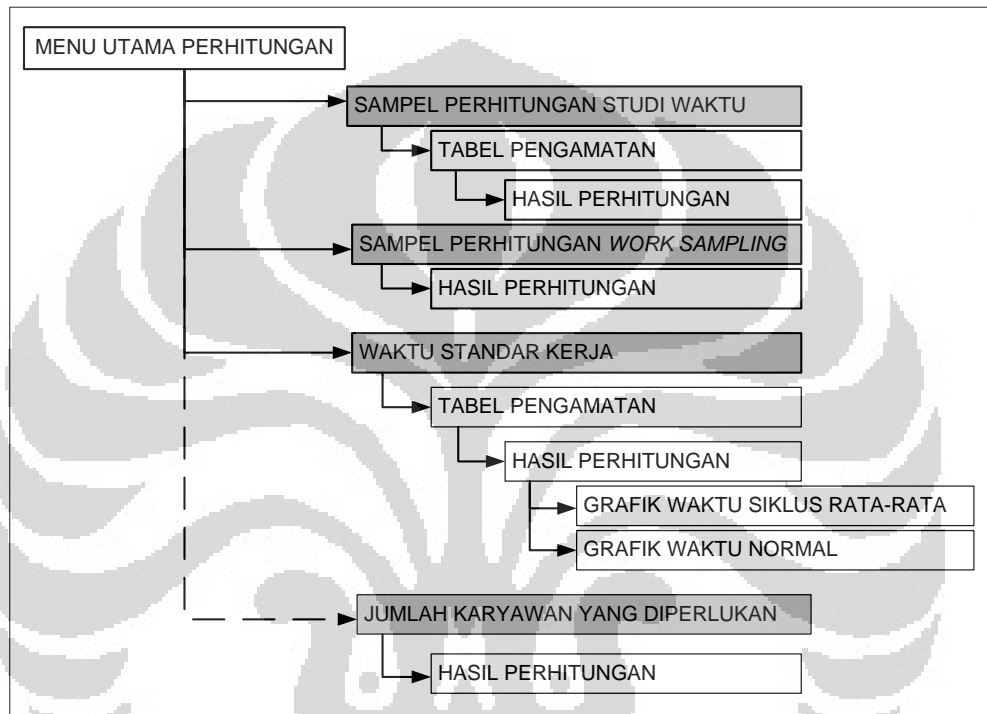 MENU UTAMA PERHITUNGAN
SAMPEL PERHITUNGAN STUDI WAKTU
TABEL PENGAMATAN
HASIL PERHITUNGAN
SAMPEL PERHITUNGAN WORK SAMPLING
HASIL PERHITUNGAN
WAKTU STANDAR KERJA
TABEL PENGAMATAN
HASIL PERHITUNGAN
GRAFIK WAKTU SIKLUS RATA-RATA
GRAFIK WAKTU NORMAL
JUMLAH KARYAWAN YANG DIPERLUKAN
HASIL PERHITUNGAN